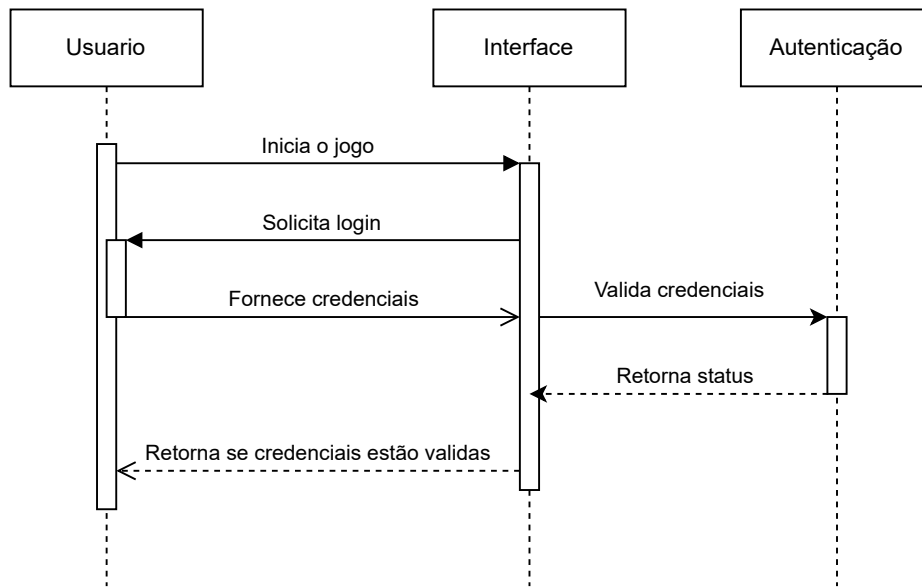 Usuario
Interface
Autenticação
Inicia o jogo
Solicita login
Fornece credenciais
Valida credenciais
Retorna status
Retorna se credenciais estão validas